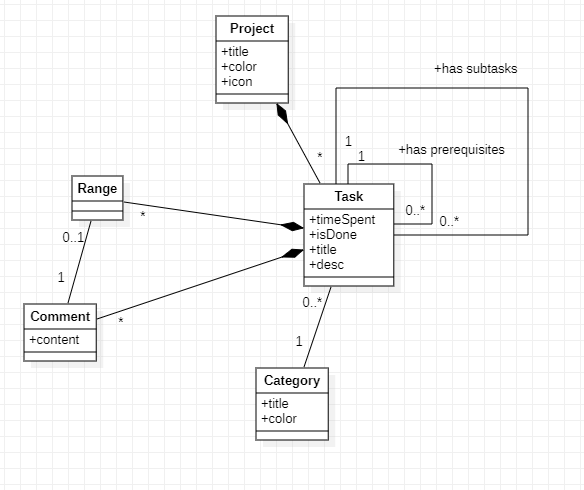 Project
+title
+color
+icon
+has subtasks
1
1
+has prerequisites
*
Range
*
Task
+timeSpent
+isDone
+title
+desc
0..*
0..*
0..1
1
Comment
+content
*
0..*
1
Category
+title
+color